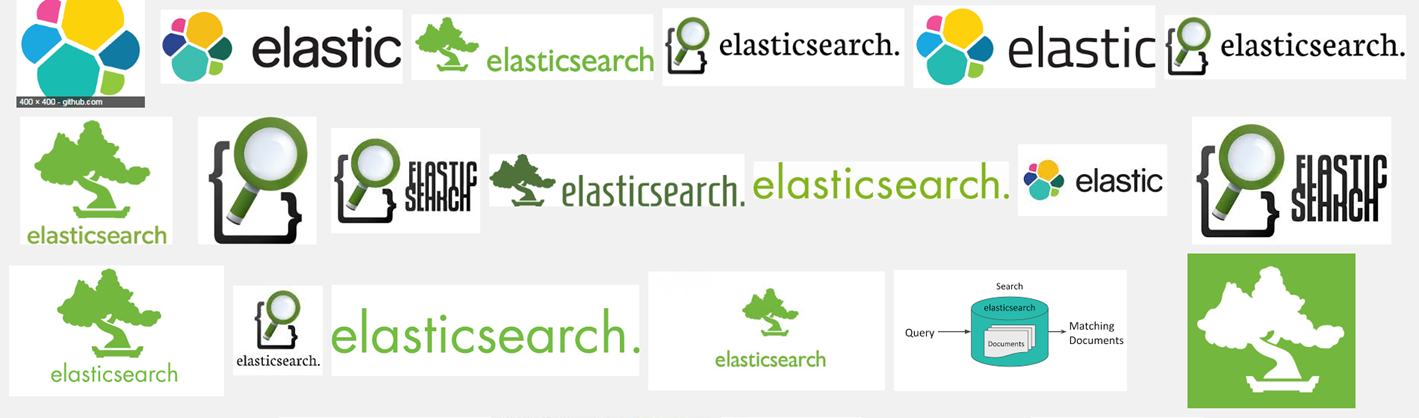 elastic
elasticsearch
elasticsearch.
elastic
elasticsearch.
400 × 400 - github.com
elasticsearch
ELASTIC
SEARCH
elasticsearch.
elasticsearch.
elastic
ELASTIC
SEARCH
elasticsearch
elasticsearch.
elasticsearch.
elasticsearch
Search
elasticsearch
Query
Documents
Matching
Documents